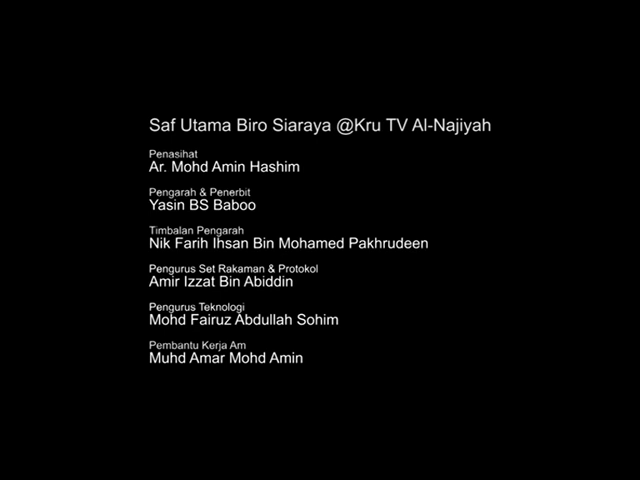 Saf Utama Biro Siaraya @Kru TV Al-Najiyah
Penasihat
Ar. Mohd Amin Hashim
Pengarah & Penerbit
Yasin BS Baboo
Timbalan Pengarah
Nik Farih Ihsan Bin Mohamed Pakhrudeen
Pengurus Set Rakaman & Protokol
Amir Izzat Bin Abiddin
Pengurus Teknologi
Mohd Fairuz Abdullah Sohim
Pembantu Kerja Am
Muhd Amar Mohd Amin